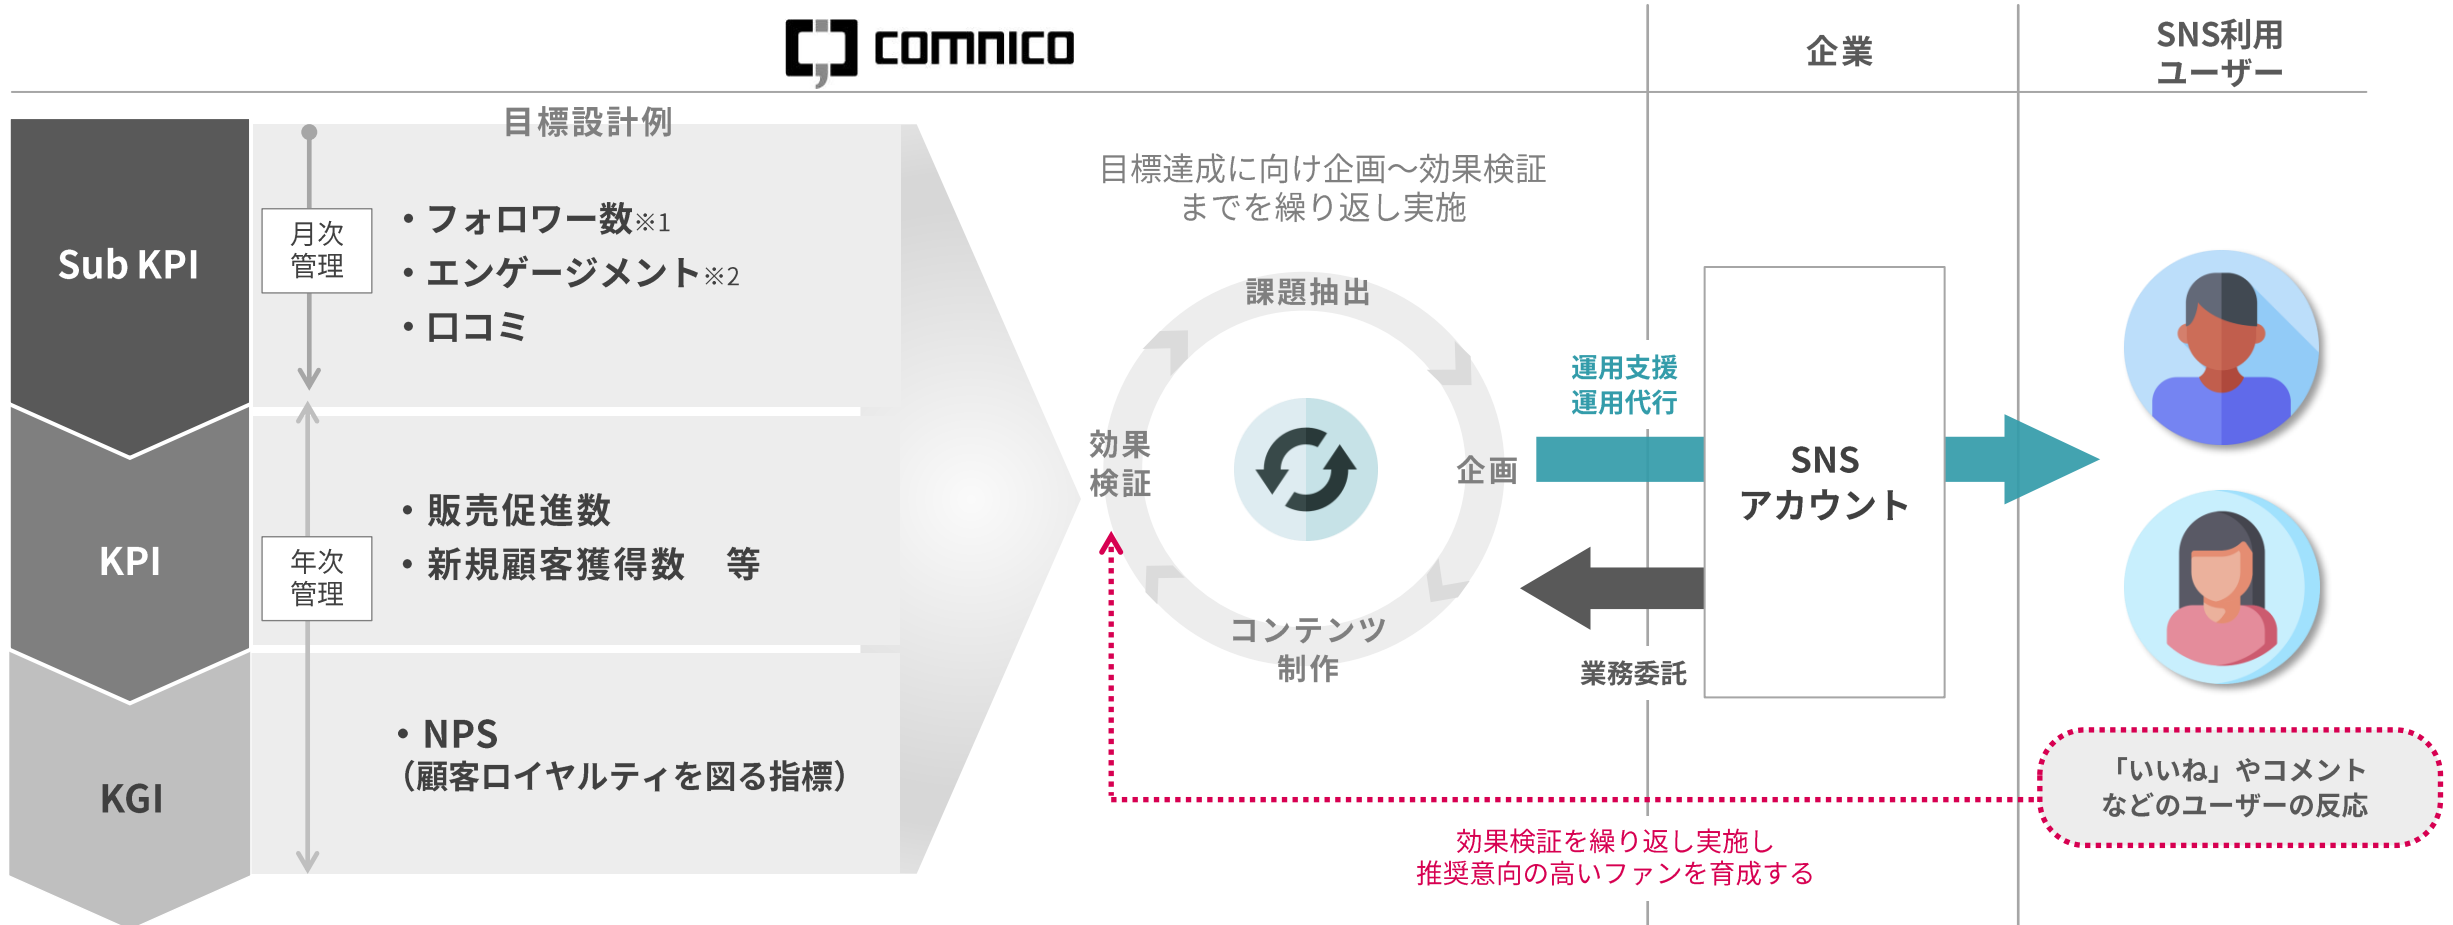 COMNICO
企業
SNS利用
ユーザー
目標設計例
Sub KPI
月次
管理
・フォロワー数※1
・エンゲージメント※2
・口コミ
KPI
年次
管理
・販売促進数
・新規顧客獲得数　等
KGI
・NPS
（顧客ロイヤルティを図る指標）
目標達成に向け企画～効果検証
までを繰り返し実施
課題抽出
企画
コンテンツ
制作
効果
検証
運用支援
運用代行
業務委託
SNS
アカウント
「いいね」やコメント
などのユーザーの反応
効果検証を繰り返し実施し
推奨意向の高いファンを育成する